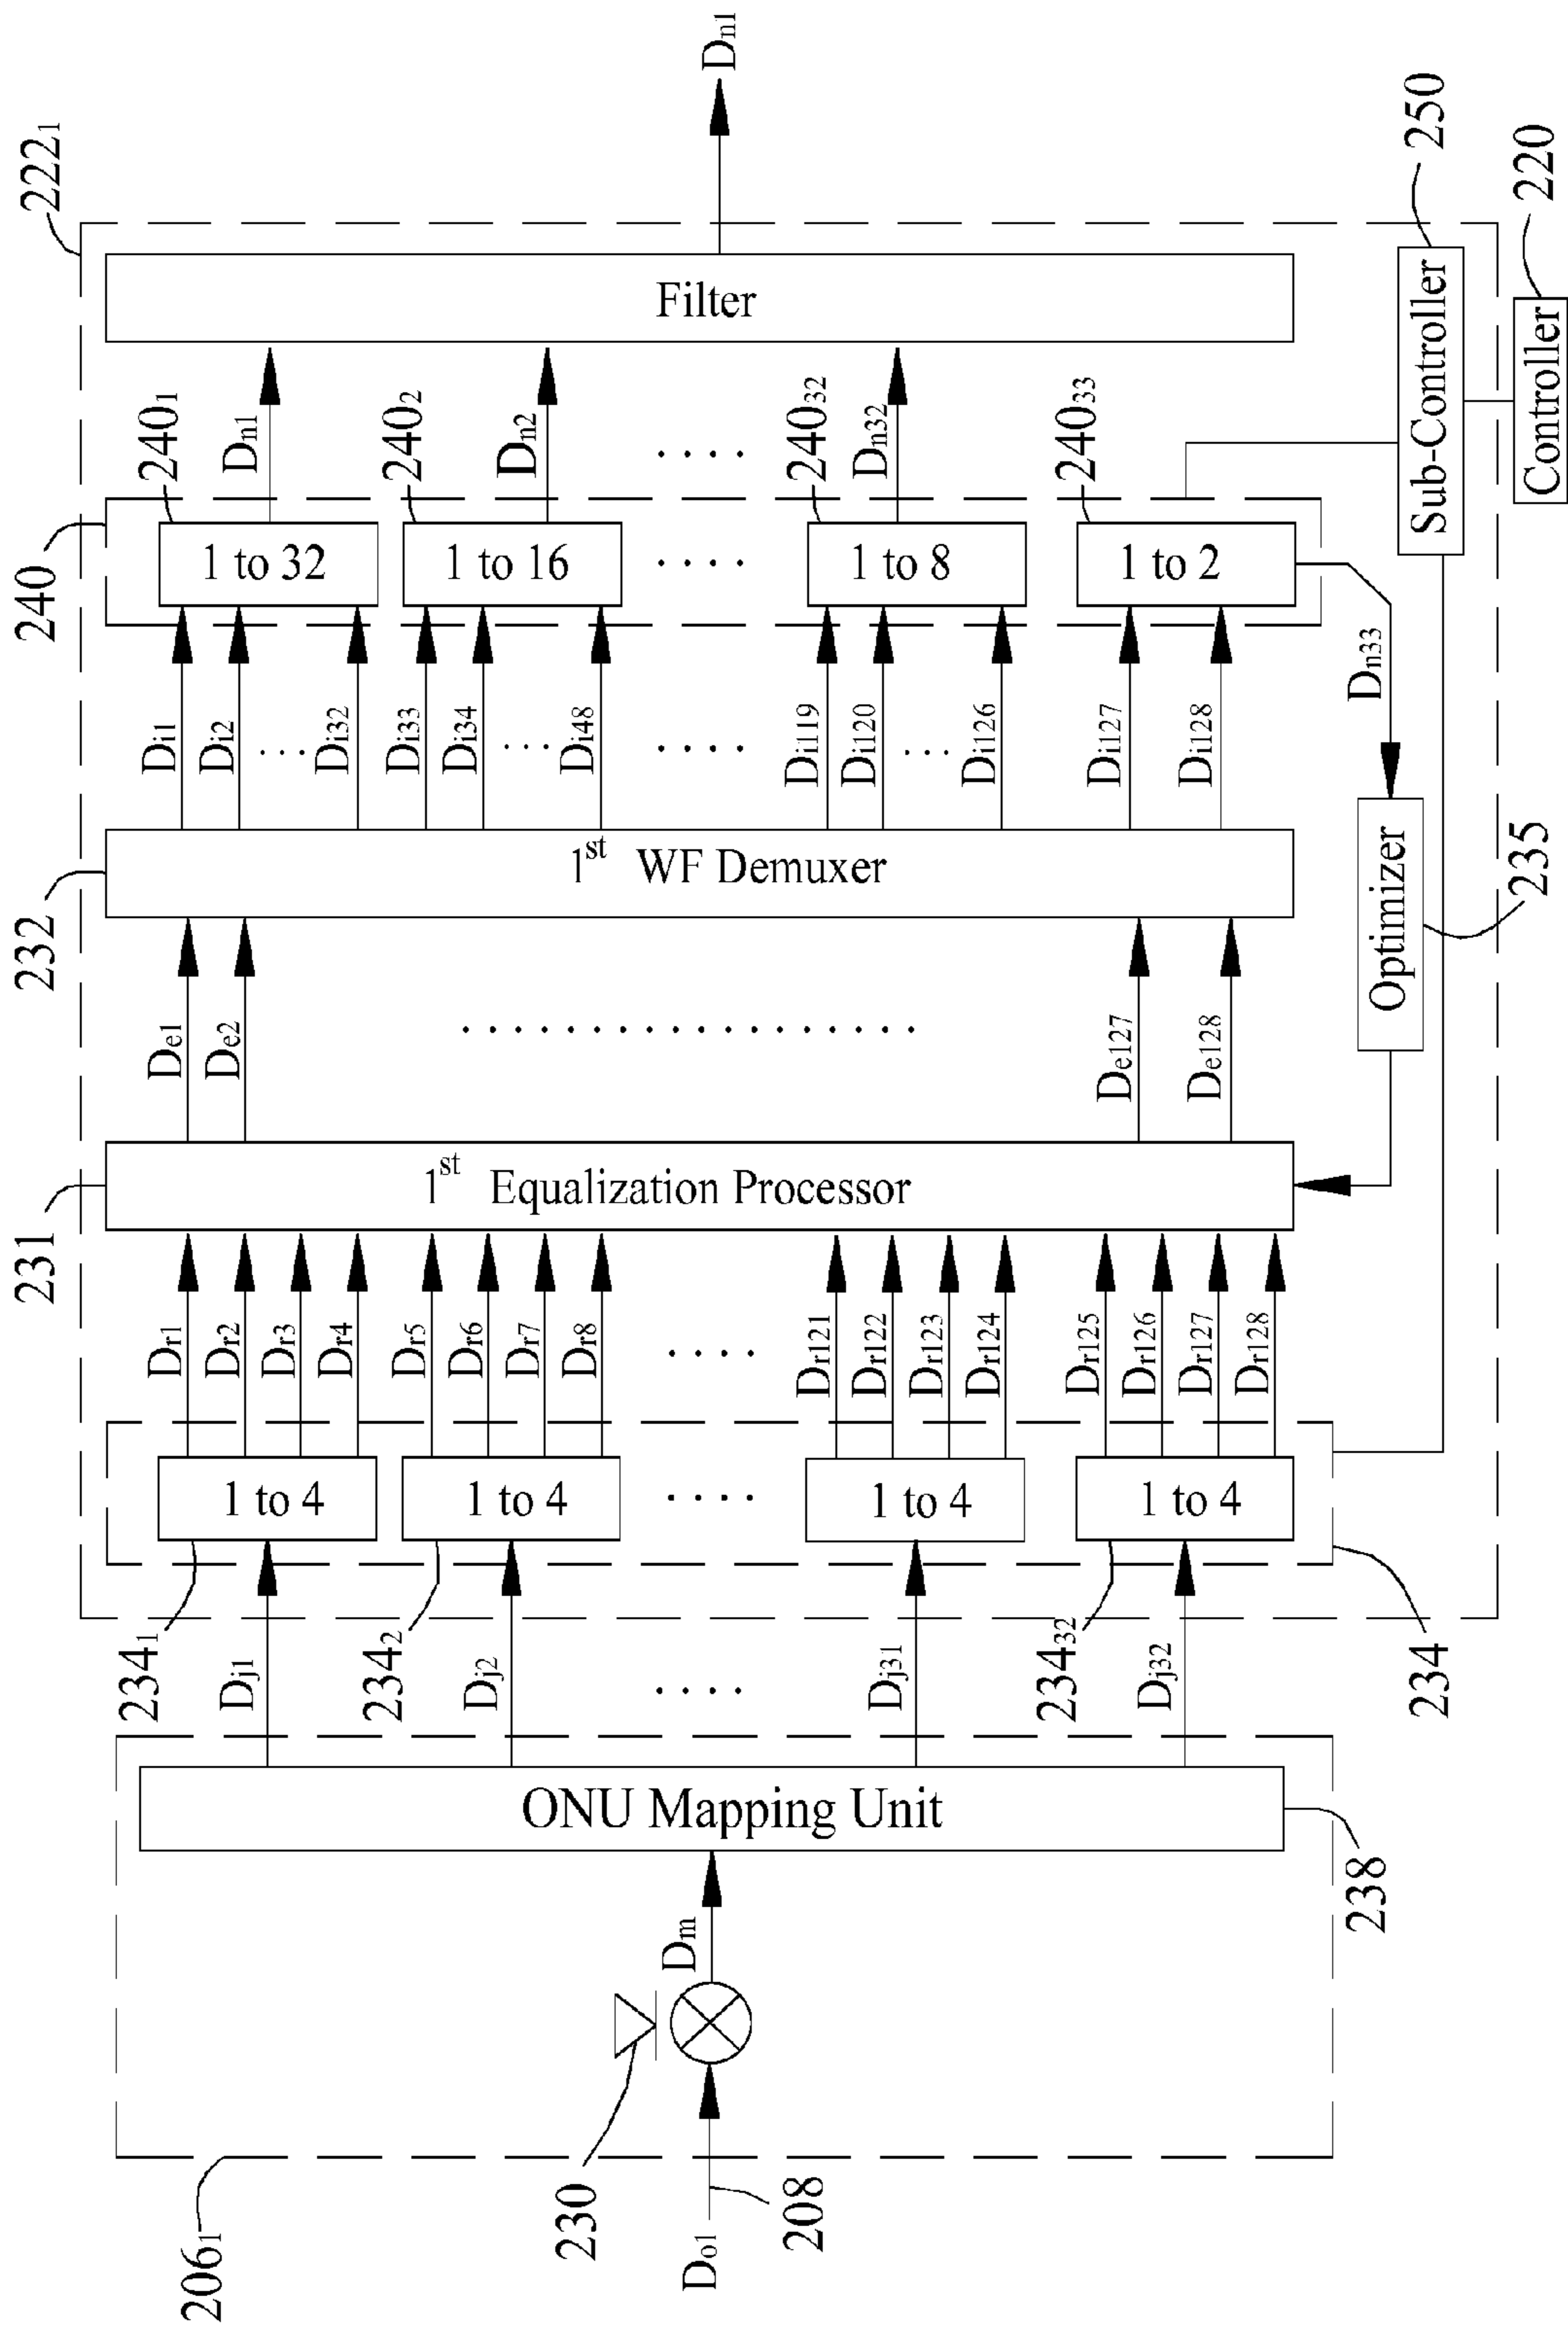 222₁
Dn1
Filter
240
240₁
Dn1
240₂
Dn2
240₃₂
Dn32
240₃₃
250
220
1 to 32
1 to 16
1 to 8
1 to 2
Sub-Controller
Controller
Di1
Di2
Di32
Di33
Di34
Di48
Di119
Di120
Di126
Di127
Di128
Dn33
232
1st WF Demuxer
Optimizer
235
De1
De2
De127
De128
231
1st Equalization Processor
Dr1
Dr2
Dr3
Dr4
Dr5
Dr6
Dr7
Dr8
Dr121
Dr122
Dr123
Dr124
Dr125
Dr126
Dr127
Dr128
1 to 4
1 to 4
1 to 4
1 to 4
234₁
Dj1
234₂
Dj2
Dj31
234₃₂
Dj32
234
ONU Mapping Unit
238
Dm
230
206₁
208
Do1